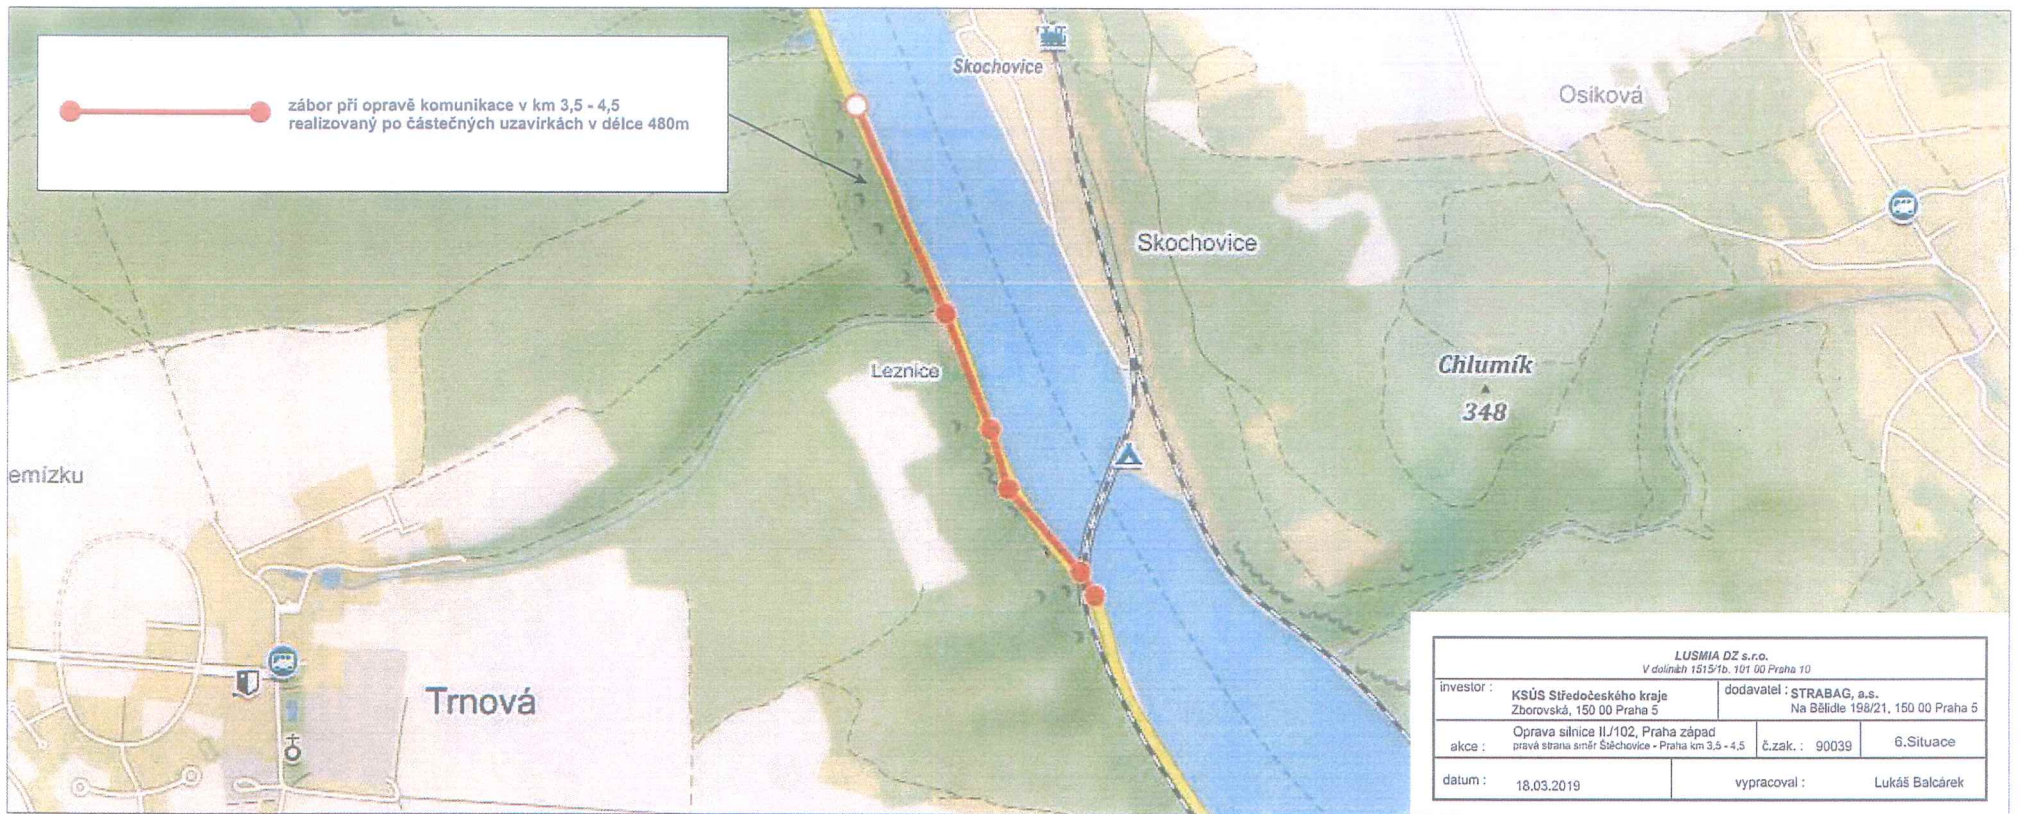 zábor při opravě komunikace v km 3,5 - 4,5
realizovaný po částečných uzavírkách v délce 480m
Skochovice
Osiková
Skochovice
Leznice
Chlumík
348
emízku
Trnová
LUSMIA DZ s.r.o.
V dolinách 1515/1b, 101 00 Praha 10
investor : KSÚS Středočeského kraje
Zborovská, 150 00 Praha 5
dodavatel : STRABAG, a.s.
Na Bělidle 198/21, 150 00 Praha 5
akce : Oprava silnice II./102, Praha západ
pravá strana směr Štěchovice - Praha km 3,5 - 4,5
č.zak. : 90039
6.Situace
datum : 18.03.2019
vypracoval : Lukáš Balcárek